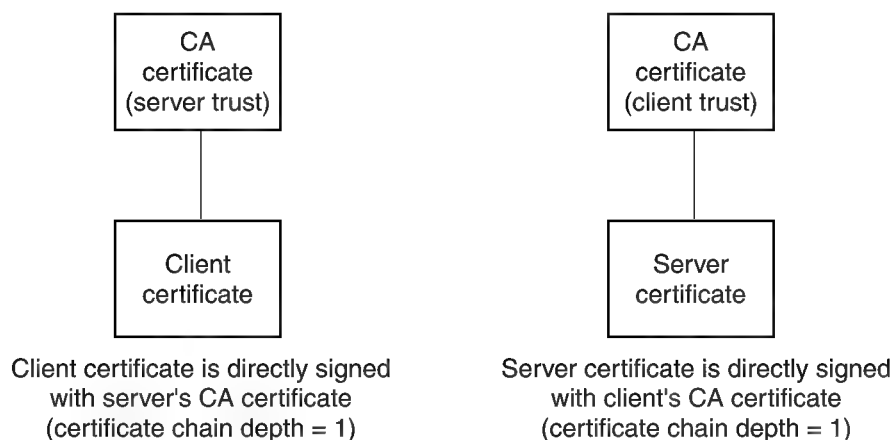 CA
certificate
(server trust)
CA
certificate
(client trust)
Client
certificate
Server
certificate
Client certificate is directly signed
with server's CA certificate
(certificate chain depth = 1)
Server certificate is directly signed
with client's CA certificate
(certificate chain depth = 1)